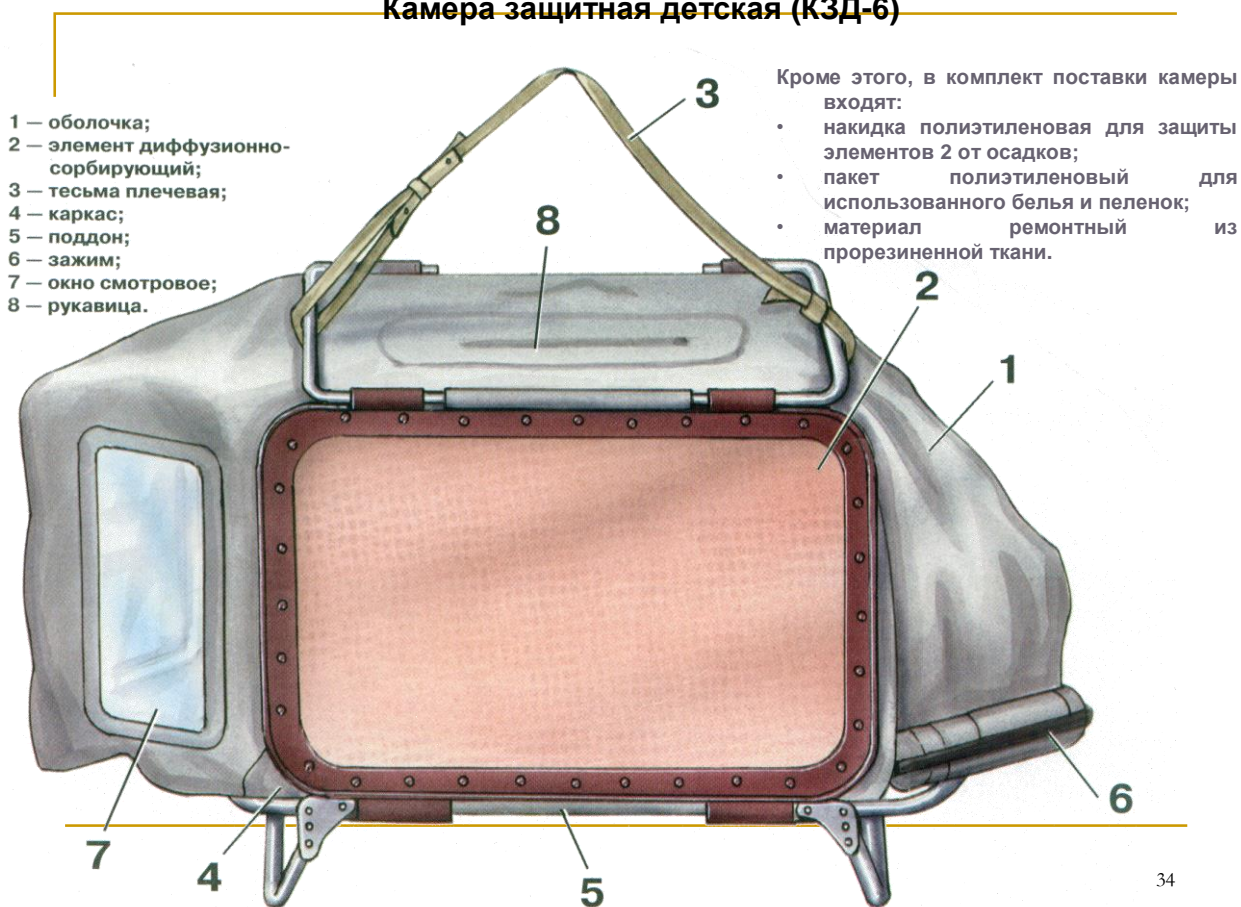 Камера защитная детская (КЗД-6)
1 — оболочка;
2 — элемент диффузионно-
сорбирующий;
3 — тесьма плечевая;
4 — каркас;
5 — поддон;
6 — зажим;
7 — окно смотровое;
8 — рукавица.
Кроме этого, в комплект поставки камеры
входят:
• накидка полиэтиленовая для защиты
элементов 2 от осадков;
• пакет полиэтиленовый для
использованного белья и пеленок;
• материал ремонтный из
прорезиненной ткани.
3
8
2
1
6
7
4
5
34